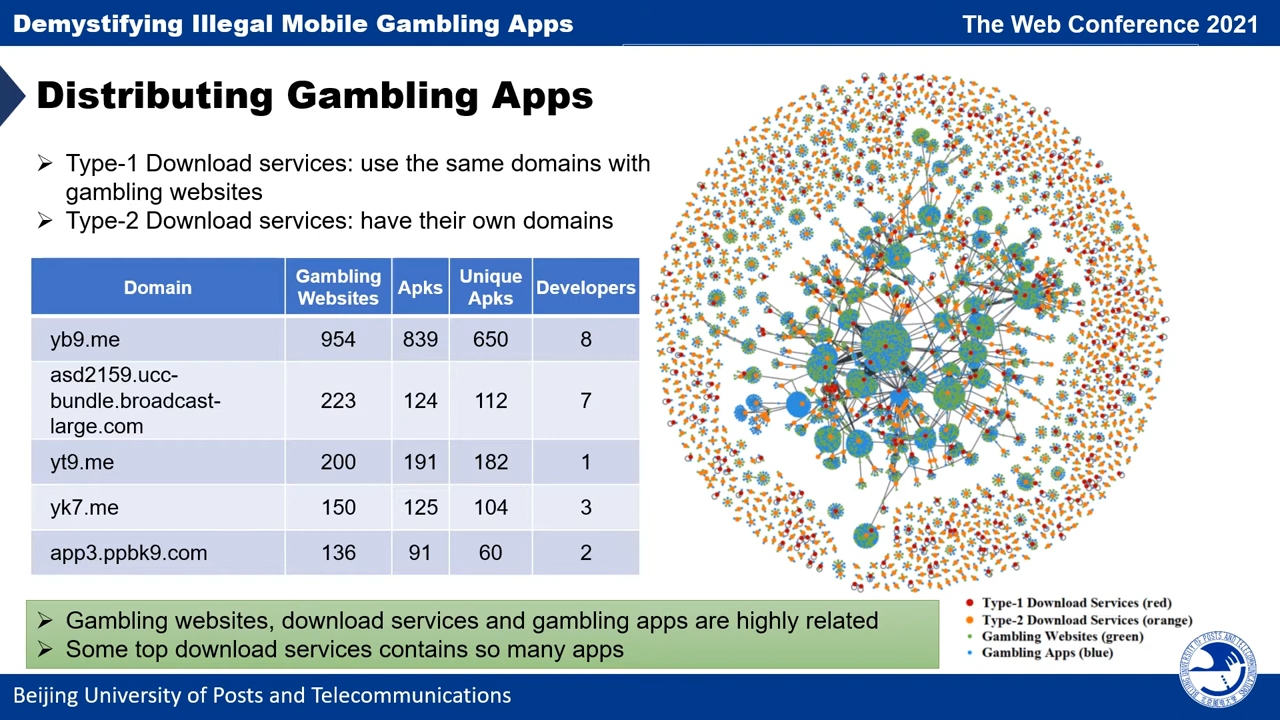 Demystifying Illegal Mobile Gambling Apps
The Web Conference 2021
Distributing Gambling Apps
Type-1 Download services: use the same domains with
gambling websites
Type-2 Download services: have their own domains
Domain Gambling Websites Apks Unique Apks Developers
yb9.me 954 839 650 8
asd2159.ucc-
bundle.broadcast-
large.com 223 124 112 7
yt9.me 200 191 182 1
yk7.me 150 125 104 3
app3.ppbk9.com 136 91 60 2
Gambling websites, download services and gambling apps are highly related
Some top download services contains so many apps
Type-1 Download Services (red)
Type-2 Download Services (orange)
Gambling Websites (green)
Gambling Apps (blue)
Beijing University of Posts and Telecommunications